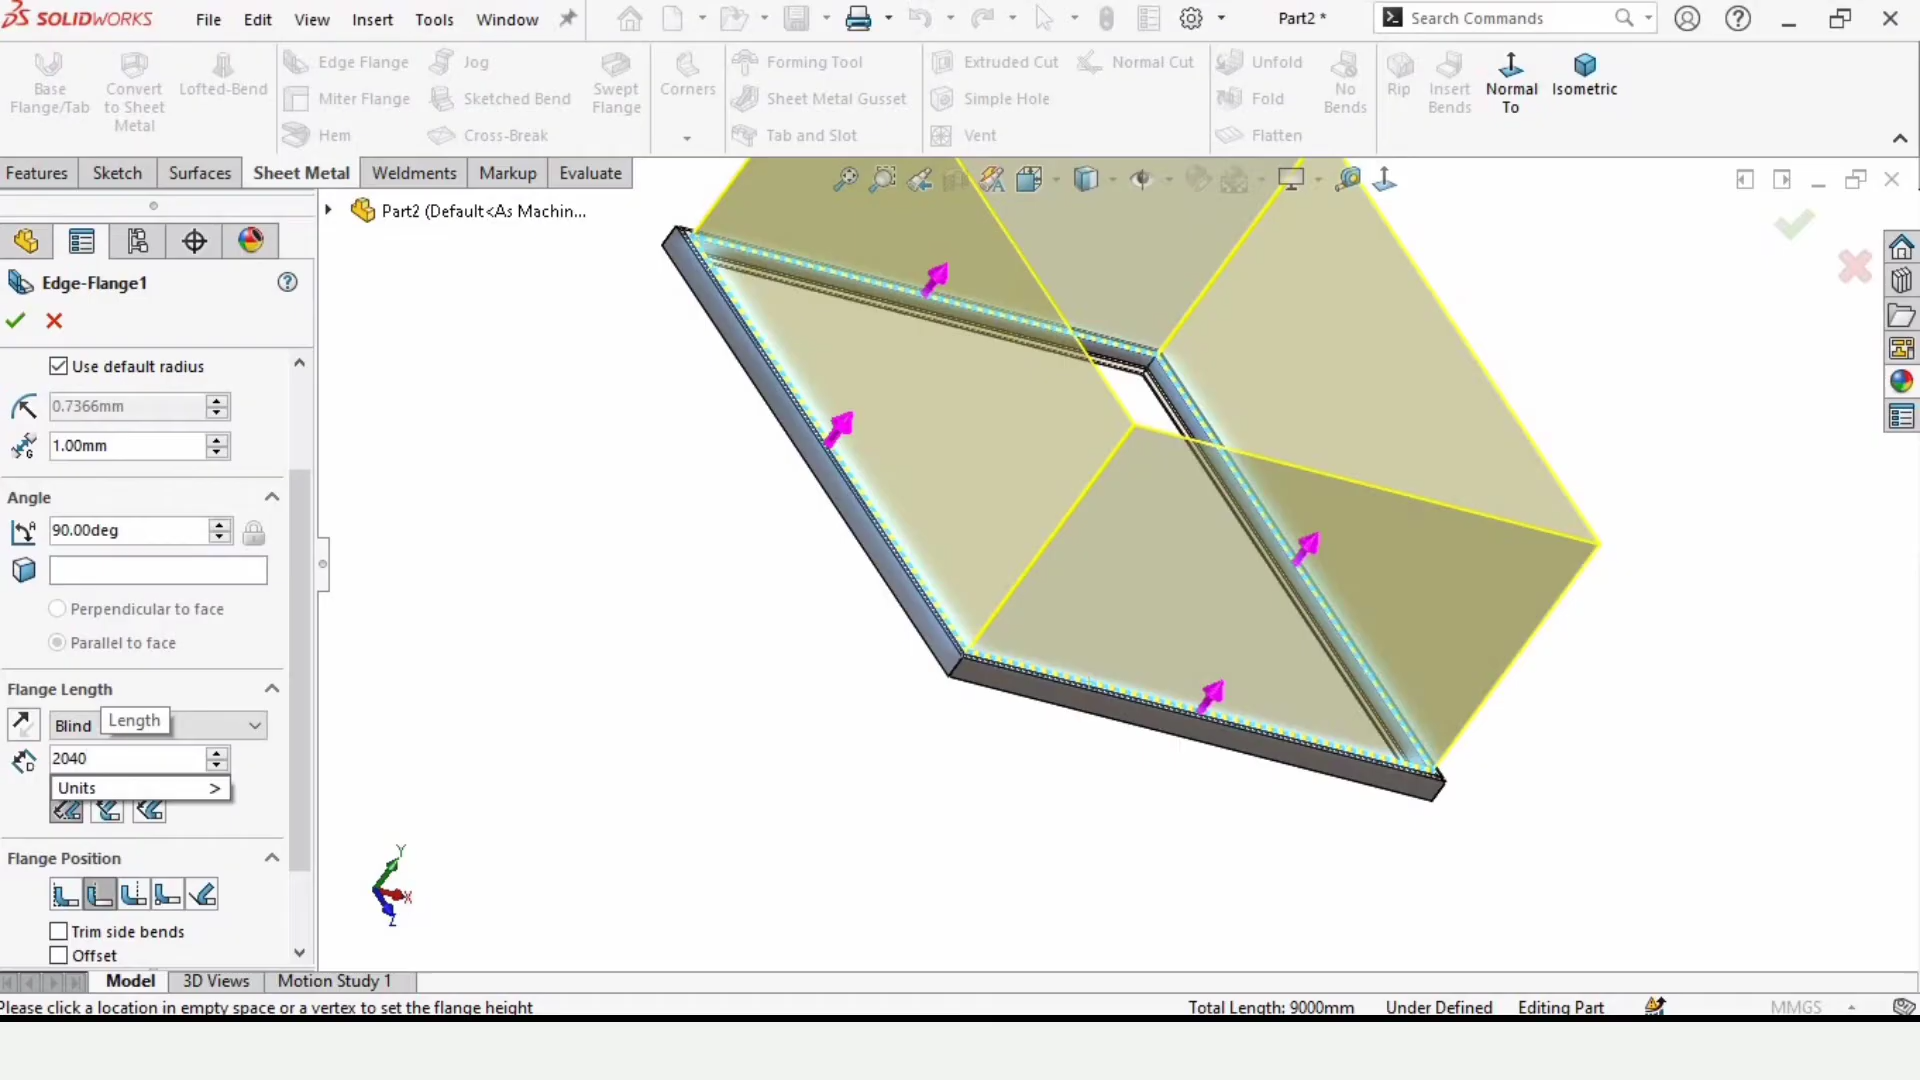 SOLIDWORKS File Edit View Insert Tools Window Part2 * Search Commands
Base Flange/Tab
Convert to Sheet Metal
Lofted-Bend
Edge Flange
Miter Flange
Hem
Jog
Sketched Bend
Cross-Break
Swept Flange
Corners
Forming Tool
Sheet Metal Gusset
Tab and Slot
Extruded Cut
Simple Hole
Vent
Normal Cut
Unfold
Fold
Flatten
No Bends
Rip
Insert Bends
Normal To
Isometric
Features Sketch Surfaces Sheet Metal Weldments Markup Evaluate
Part2 (Default<As Machin...
Edge-Flange1
Use default radius
0.7366mm
1.00mm
Angle
90.00deg
Perpendicular to face
Parallel to face
Flange Length
Blind
Length
2040
Units >
Flange Position
Trim side bends
Offset
Y
X
Z
Model 3D Views Motion Study 1
Please click a location in empty space or a vertex to set the flange height Total Length: 9000mm Under Defined Editing Part MMGS